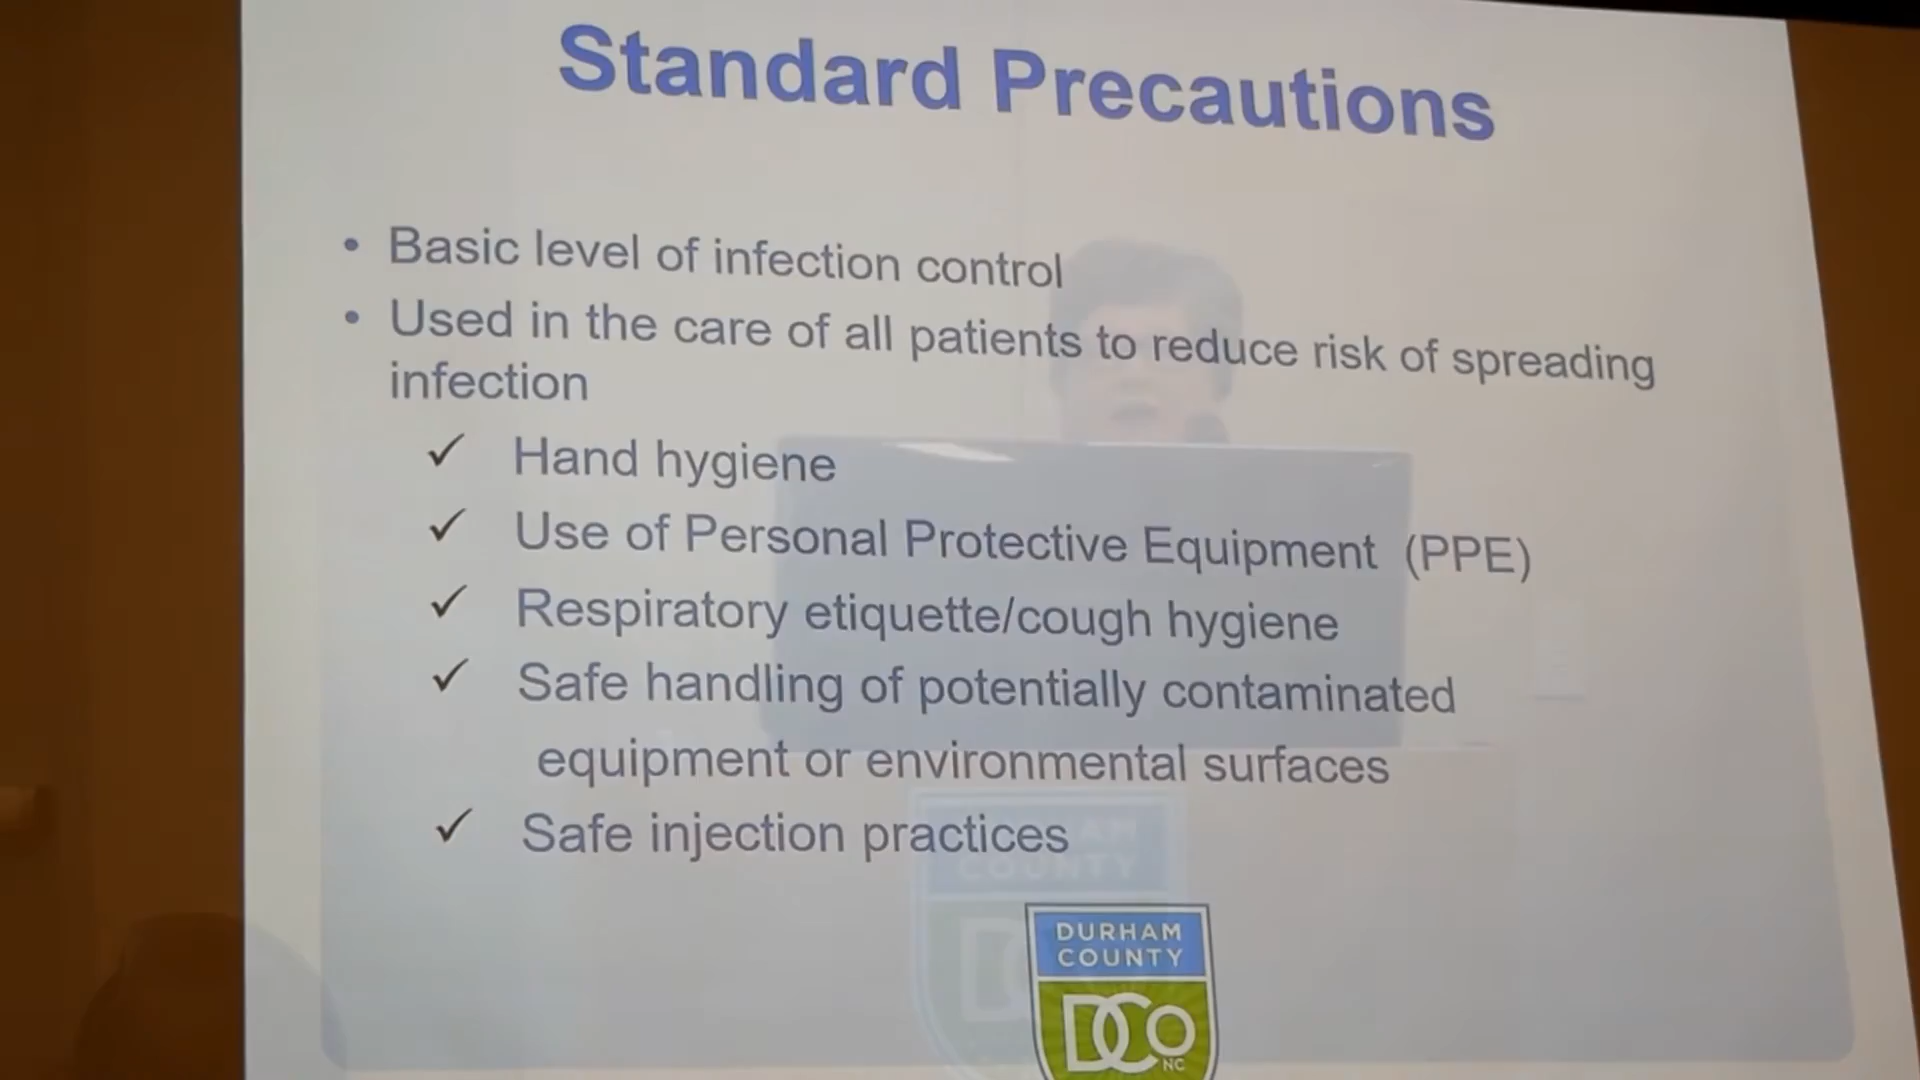 Standard Precautions
• Basic level of infection control
• Used in the care of all patients to reduce risk of spreading
infection
✓ Hand hygiene
✓ Use of Personal Protective Equipment (PPE)
✓ Respiratory etiquette/cough hygiene
✓ Safe handling of potentially contaminated
equipment or environmental surfaces
✓ Safe injection practices
COUNTY
DURHAM
COUNTY
DCO
NC